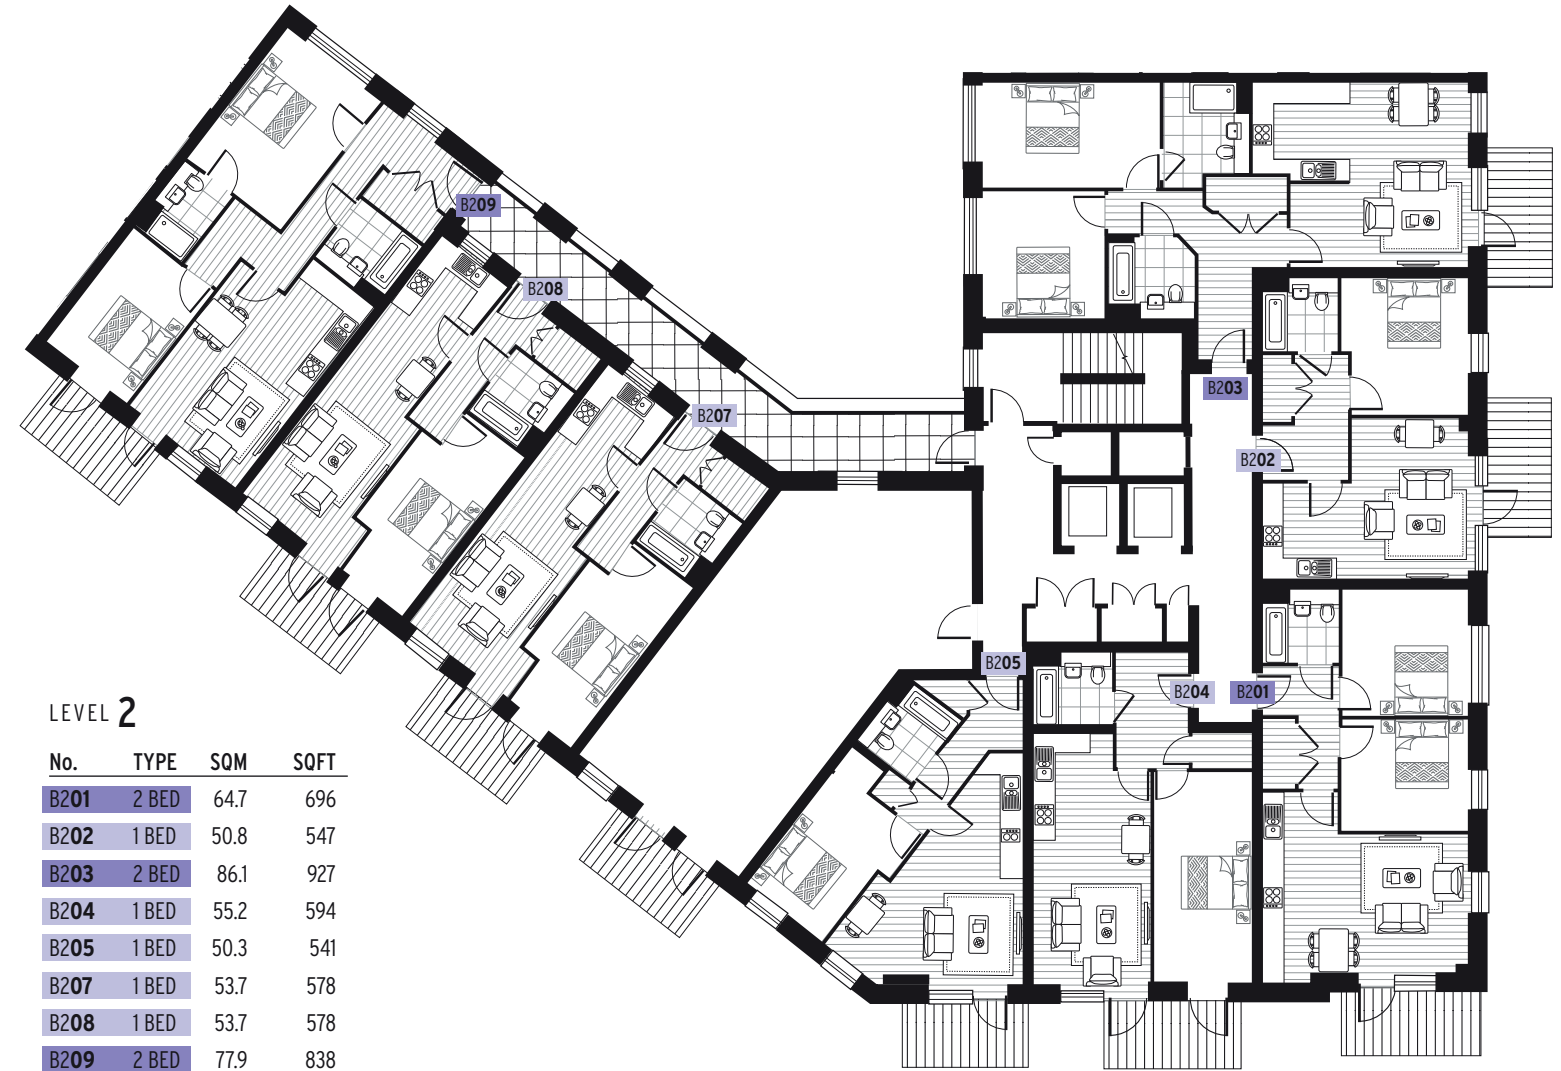 B209
B208
B207
B203
B202
B205
B204
B201
LEVEL 2
No. TYPE SQM SQFT
B201 2 BED 64.7 696
B202 1 BED 50.8 547
B203 2 BED 86.1 927
B204 1 BED 55.2 594
B205 1 BED 50.3 541
B207 1 BED 53.7 578
B208 1 BED 53.7 578
B209 2 BED 77.9 838